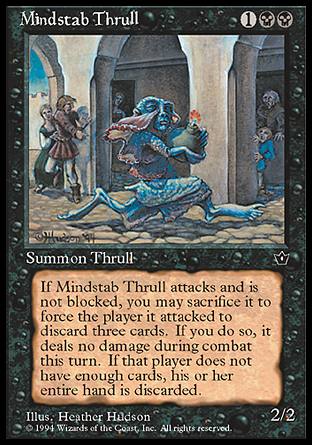 Mindstab Thrull 1
Summon Thrull
If Mindstab Thrull attacks and is
not blocked, you may sacrifice it to
force the player it attacked to
discard three cards. If you do so, it
deals no damage during combat
this turn. If that player does not
have enough cards, his or her
entire hand is discarded.
2/2
Illus. Heather Hudson
© 1994 Wizards of the Coast, Inc. All rights reserved.